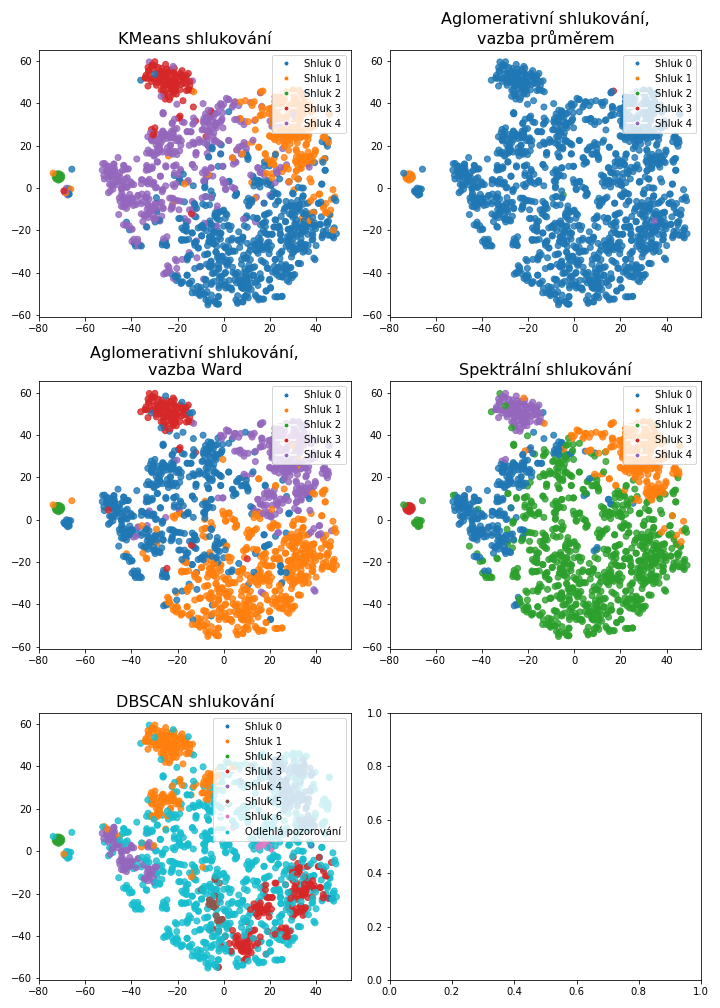 KMeans shlukování
60
40
20
0
−20
−40
−60
−80
−60
−40
−20
0
20
40
Shluk 0
Shluk 1
Shluk 2
Shluk 3
Shluk 4
Aglomerativní shlukování,
vazba průměrem
60
40
20
0
−20
−40
−60
−80
−60
−40
−20
0
20
40
Shluk 0
Shluk 1
Shluk 2
Shluk 3
Shluk 4
Aglomerativní shlukování,
vazba Ward
60
40
20
0
−20
−40
−60
−80
−60
−40
−20
0
20
40
Shluk 0
Shluk 1
Shluk 2
Shluk 3
Shluk 4
Spektrální shlukování
60
40
20
0
−20
−40
−60
−80
−60
−40
−20
0
20
40
Shluk 0
Shluk 1
Shluk 2
Shluk 3
Shluk 4
DBSCAN shlukování
60
40
20
0
−20
−40
−60
−80
−60
−40
−20
0
20
40
Shluk 0
Shluk 1
Shluk 2
Shluk 3
Shluk 4
Shluk 5
Shluk 6
Odlehlá pozorování
1.0
0.8
0.6
0.4
0.2
0.0
0.0
0.2
0.4
0.6
0.8
1.0